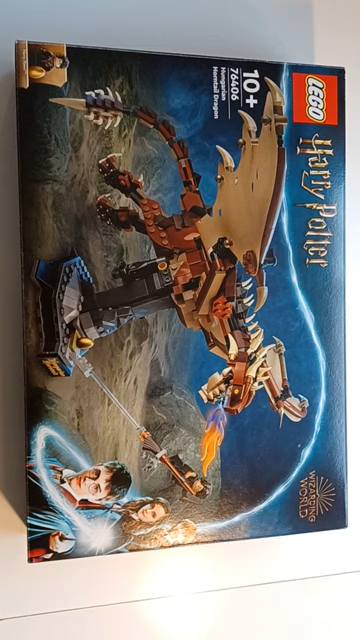 LEGO
Harry Potter
10+
76406
Hungarian
Horntail Dragon
WIZARDING
WORLD